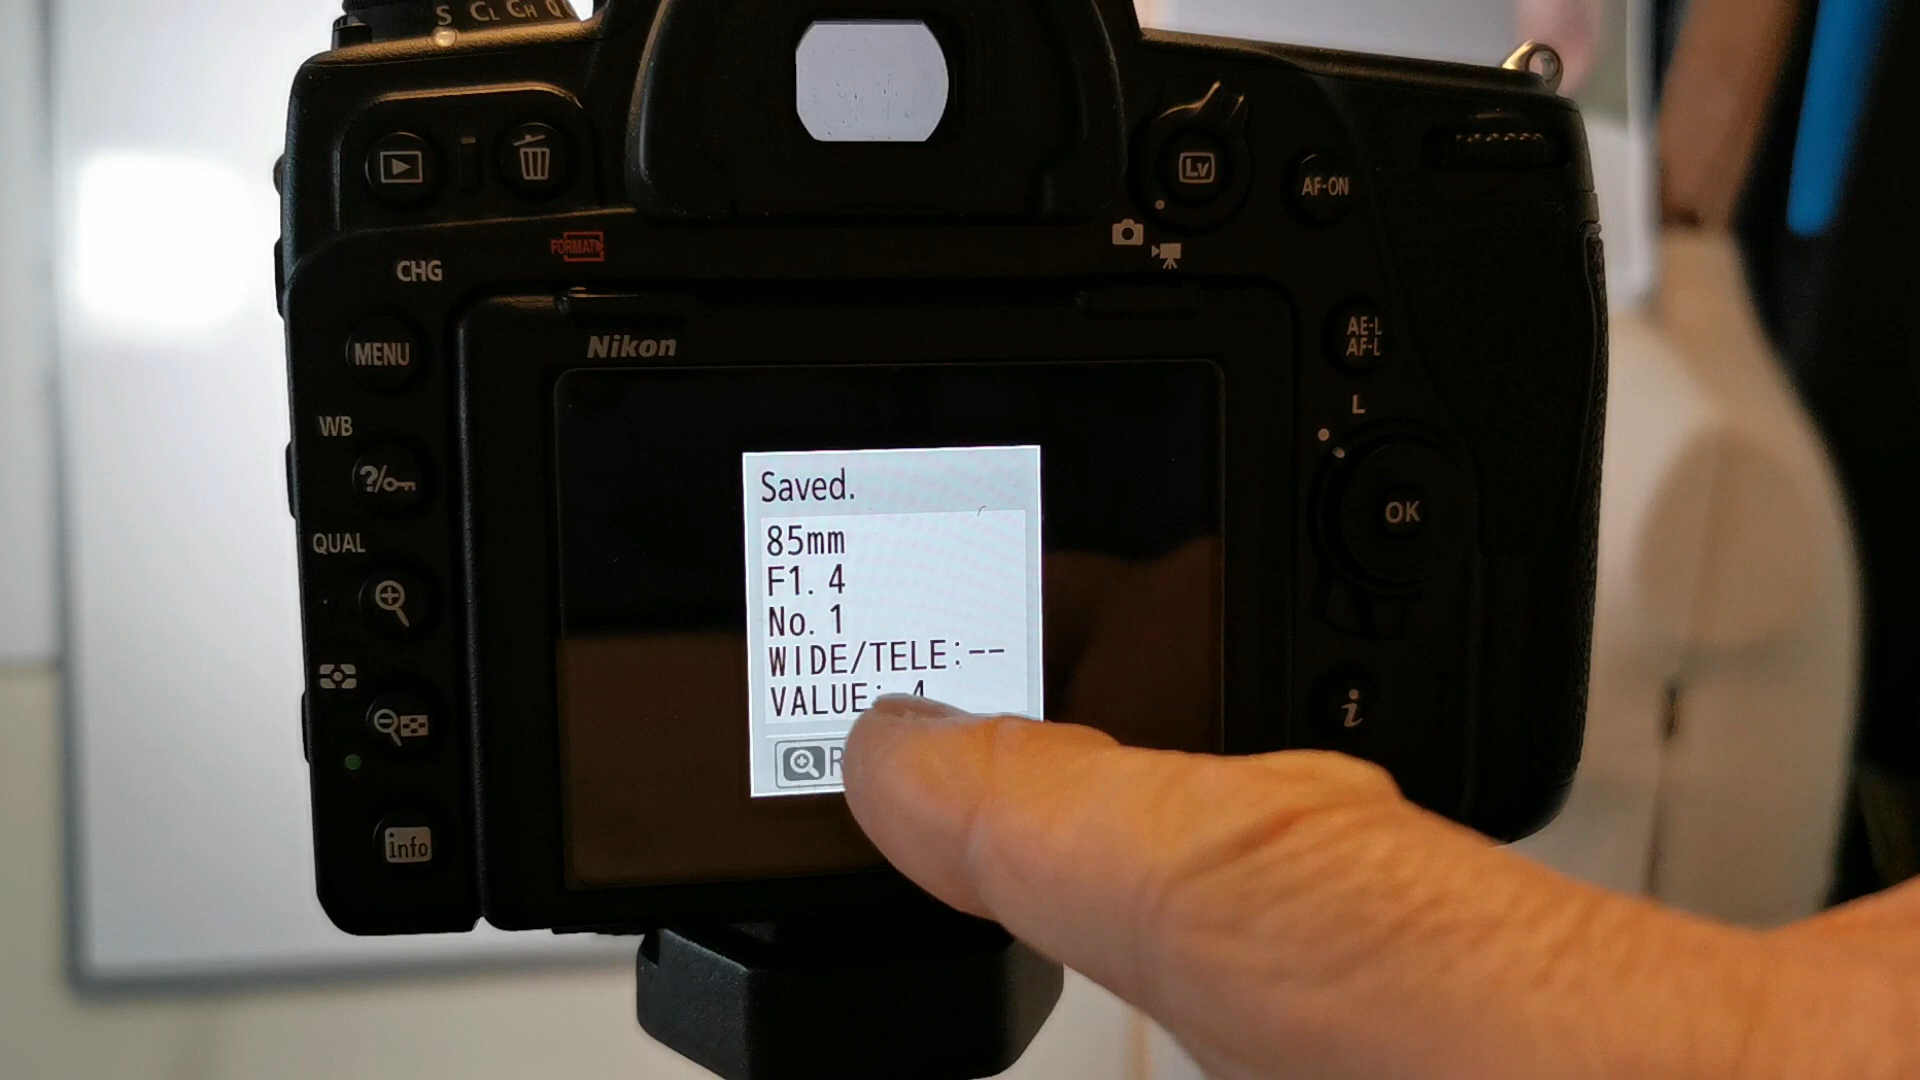 S CL CH Q
Lv
AF-ON
FORMAT
CHG
AE-L
AF-L
MENU
Nikon
L
WB
?
Saved.
85mm
F1.4
No.1
WIDE/TELE:--
VALUE:
OK
QUAL
i
info